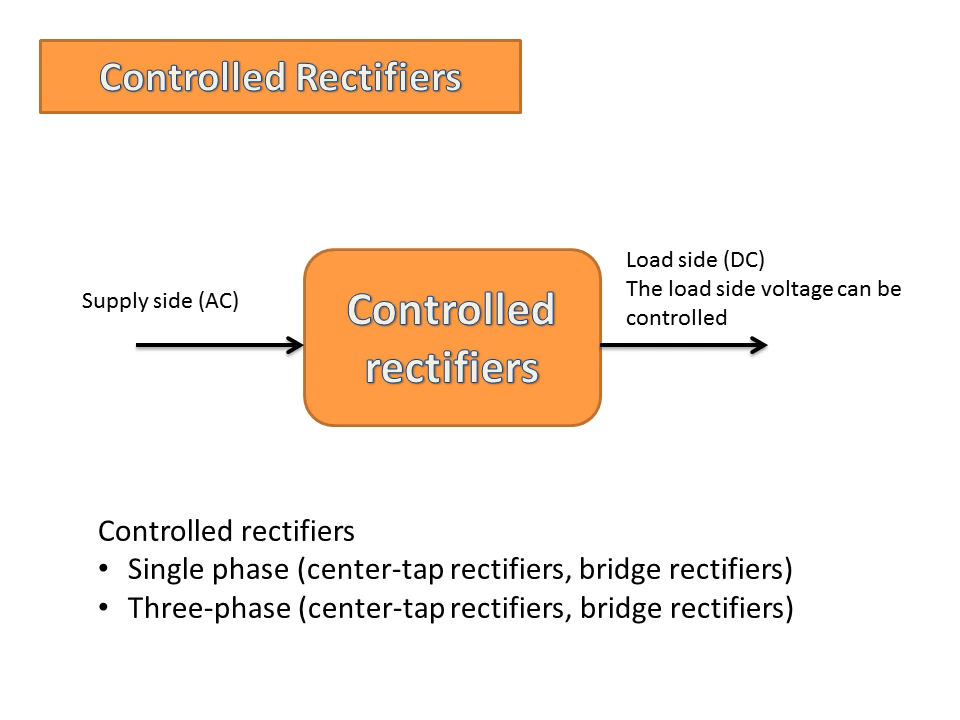 Controlled Rectifiers
Supply side (AC)
Controlled
rectifiers
Load side (DC)
The load side voltage can be
controlled
Controlled rectifiers
• Single phase (center-tap rectifiers, bridge rectifiers)
• Three-phase (center-tap rectifiers, bridge rectifiers)